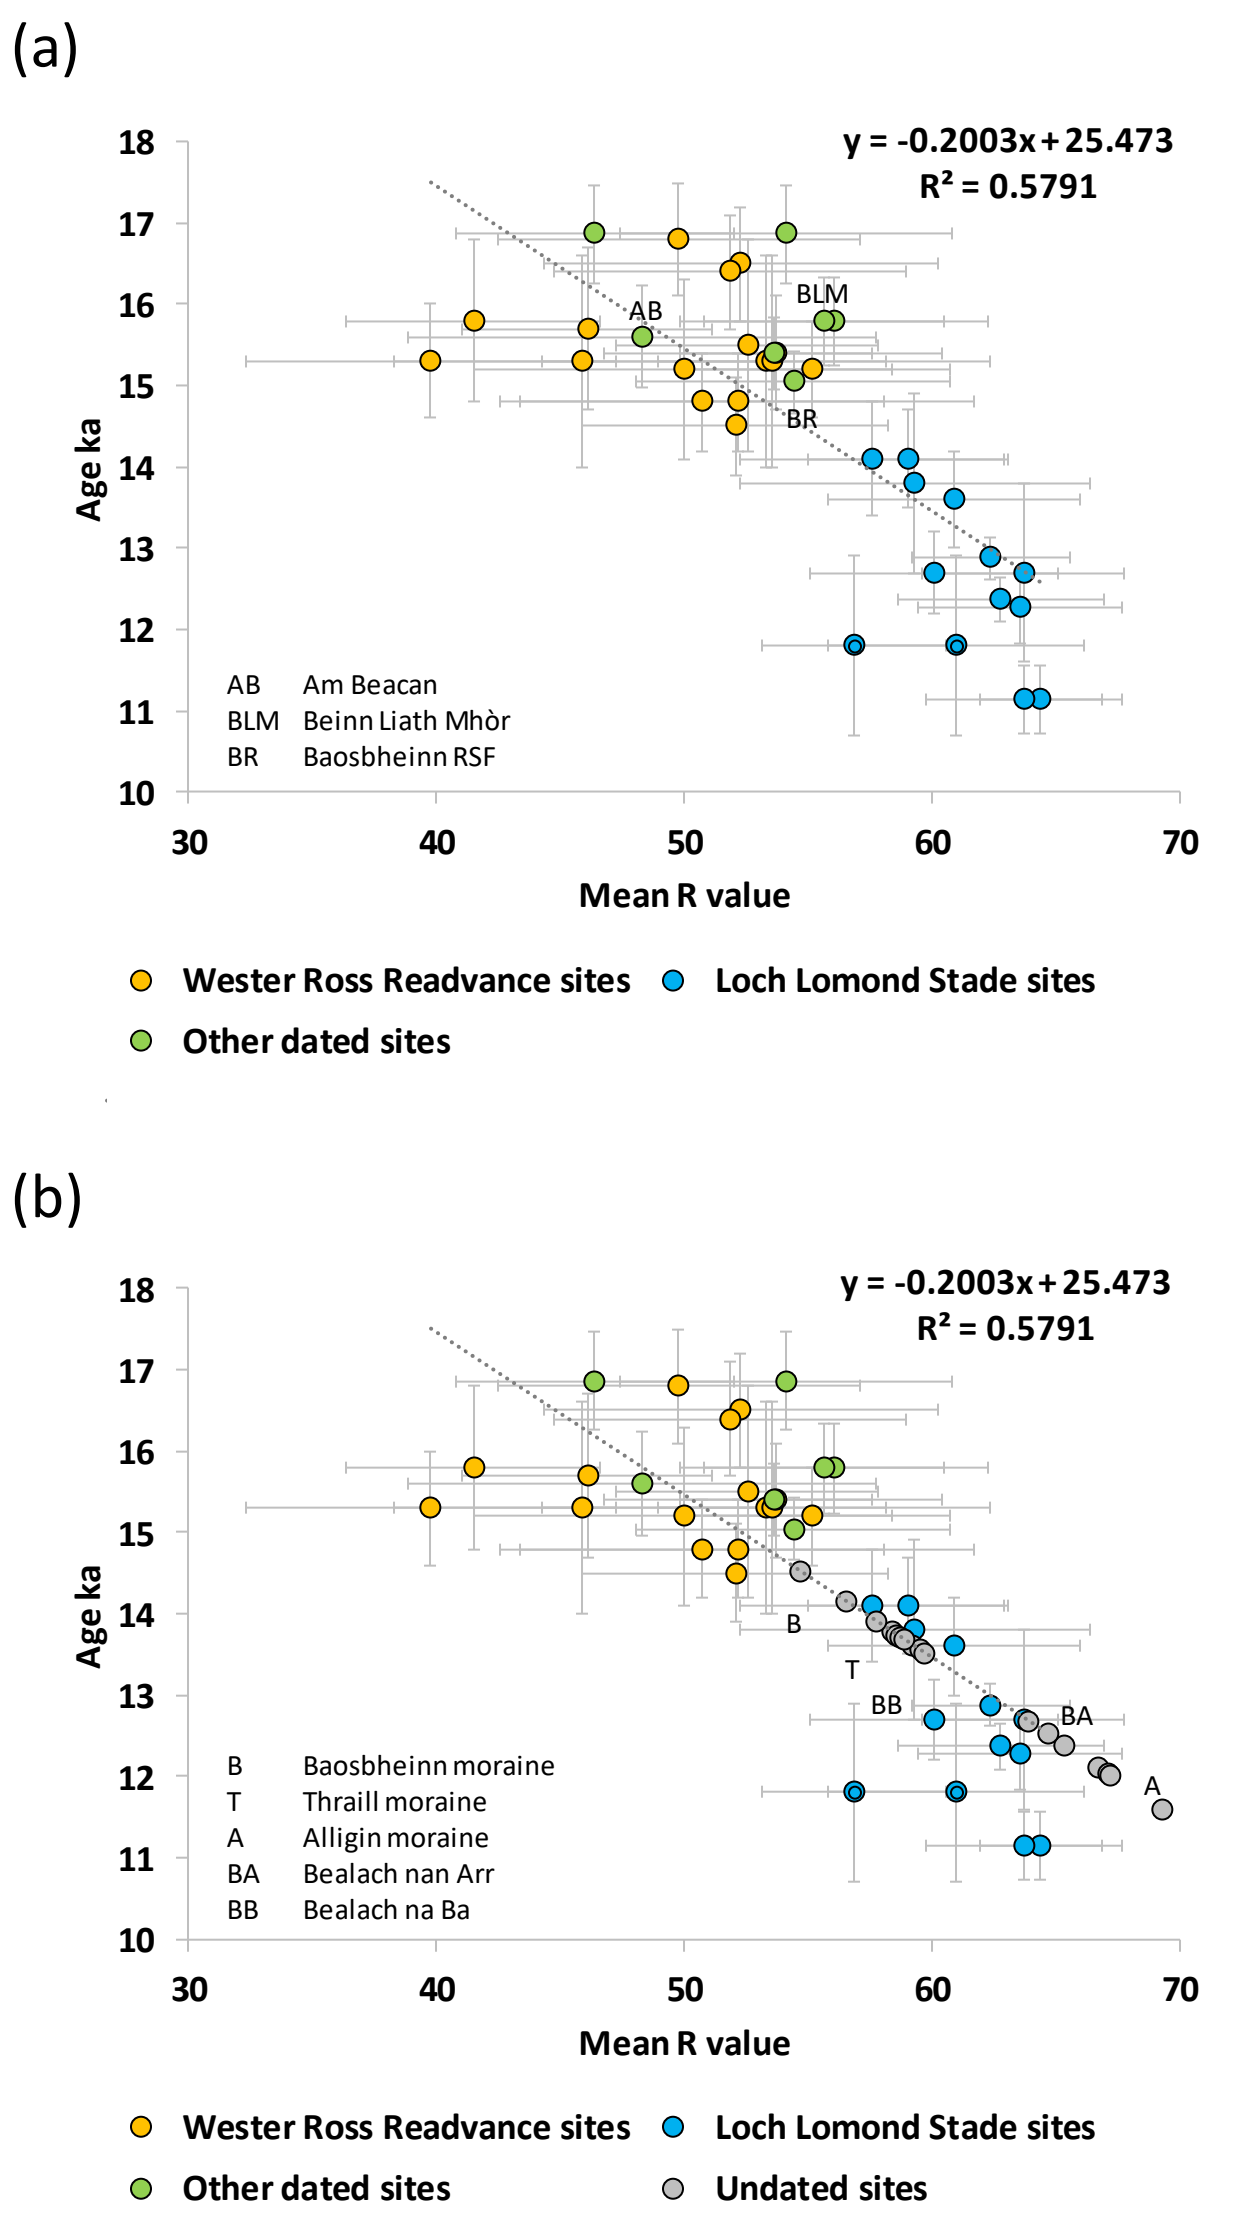 (a)
y = -0.2003x + 25.473
R² = 0.5791
18
17
16
15
14
13
12
11
10
Age ka
AB
BLM
BR
AB Am Beacan
BLM Beinn Liath Mhòr
BR Baosbheinn RSF
30 40 50 60 70
Mean R value
Wester Ross Readvance sites Loch Lomond Stade sites
Other dated sites
(b)
y = -0.2003x + 25.473
R² = 0.5791
18
17
16
15
14
13
12
11
10
Age ka
B
T
BB
BA
A
B Baosbheinn moraine
T Thraill moraine
A Alligin moraine
BA Bealach nan Arr
BB Bealach na Ba
30 40 50 60 70
Mean R value
Wester Ross Readvance sites Loch Lomond Stade sites
Other dated sites Undated sites